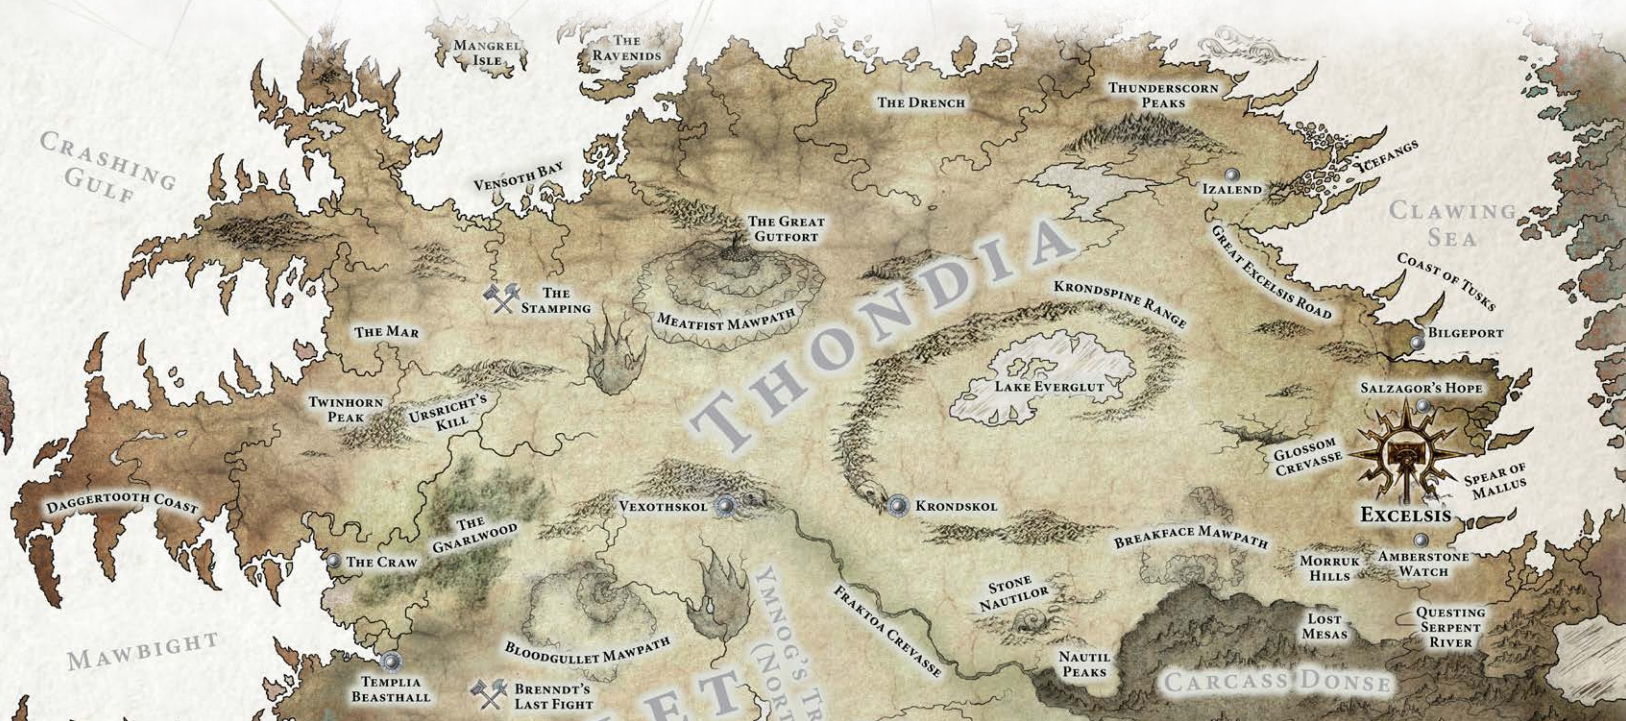 MANGREL
ISLE
THE
RAVENIDS
THE DRENCH
THUNDERSCORN
PEAKS
CRASHING
GULF
VENSOTH BAY
ICEFANGS
IZALEND
CLAWING
SEA
THE GREAT
GUTFORT
GREAT EXCELSIS ROAD
COAST OF TUSKS
THE
STAMPING
MEATFIST MAWPATH
THONDIA
KRONDSPINE RANGE
BILGEPORT
THE MAR
LAKE EVERGLUT
SALZAGOR'S HOPE
TWINHORN
PEAK
URSRICHT'S
KILL
GLOSSOM
CREVASSE
SPEAR OF
MALLUS
DAGGERTOOTH COAST
VEXOTHSKOL
KRONDSKOL
EXCELSIS
THE
GNARLWOOD
BREAKFACE MAWPATH
THE CRAW
MORRUK
HILLS
AMBERSTONE
WATCH
STONE
NAUTILOR
FRAKTOA CREVASSE
LOST
MESAS
QUESTING
SERPENT
RIVER
MAWBIGHT
BLOODGULLET MAWPATH
YMNOG'S TR
(NORT
NAUTIL
PEAKS
CARCASS DONSE
TEMPLIA
BEASTHALL
BRENNDT'S
LAST FIGHT
LET